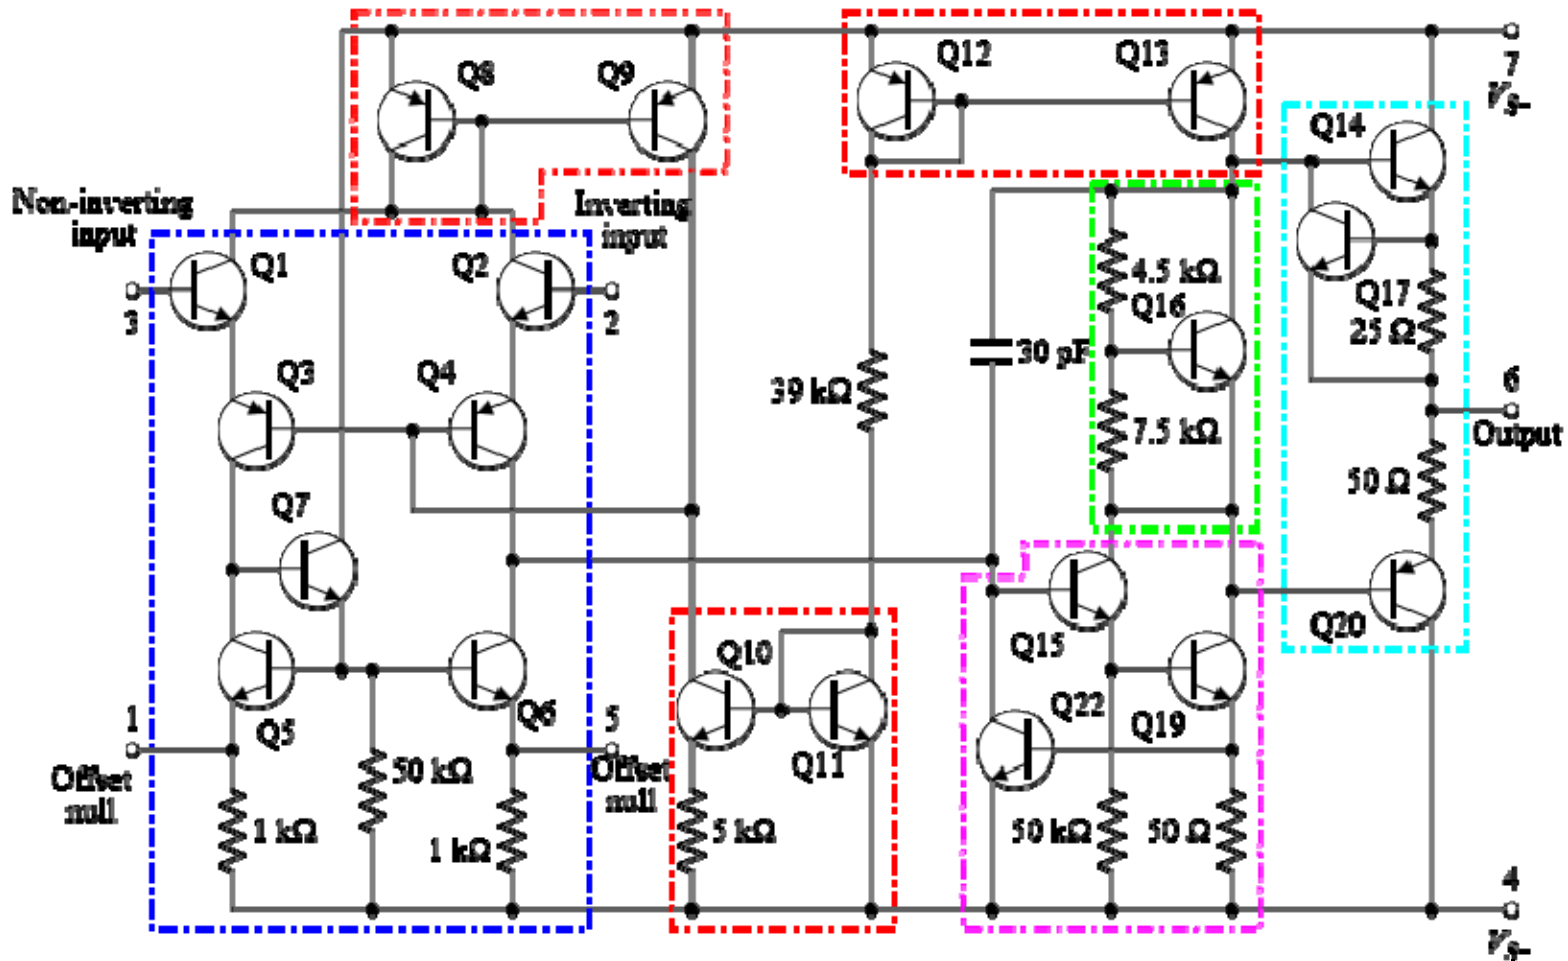 Q8
Q9
Q12
Q13
7
V_S-
Q14
Non-inverting
input
Inverting
input
Q1
Q2
3
2
4.5 kΩ
Q16
Q17
25 Ω
30 pF
Q3
Q4
39 kΩ
7.5 kΩ
6
Output
50 Ω
Q7
Q15
Q20
Q10
1
Q5
Q6
5
Q22
Q19
Q11
Offset
null
50 kΩ
Offset
null
1 kΩ
1 kΩ
5 kΩ
50 kΩ
50 Ω
4
V_S-